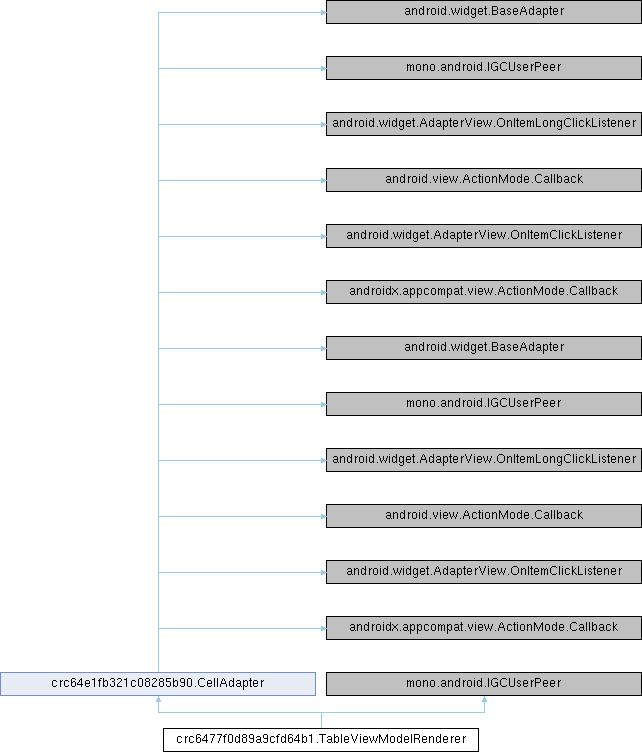 android.widget.BaseAdapter
mono.android.IGCUserPeer
android.widget.AdapterView.OnItemLongClickListener
android.view.ActionMode.Callback
android.widget.AdapterView.OnItemClickListener
androidx.appcompat.view.ActionMode.Callback
android.widget.BaseAdapter
mono.android.IGCUserPeer
android.widget.AdapterView.OnItemLongClickListener
android.view.ActionMode.Callback
android.widget.AdapterView.OnItemClickListener
androidx.appcompat.view.ActionMode.Callback
crc64e1fb321c08285b90.CellAdapter
mono.android.IGCUserPeer
crc6477f0d89a9cfd64b1.TableViewModelRenderer